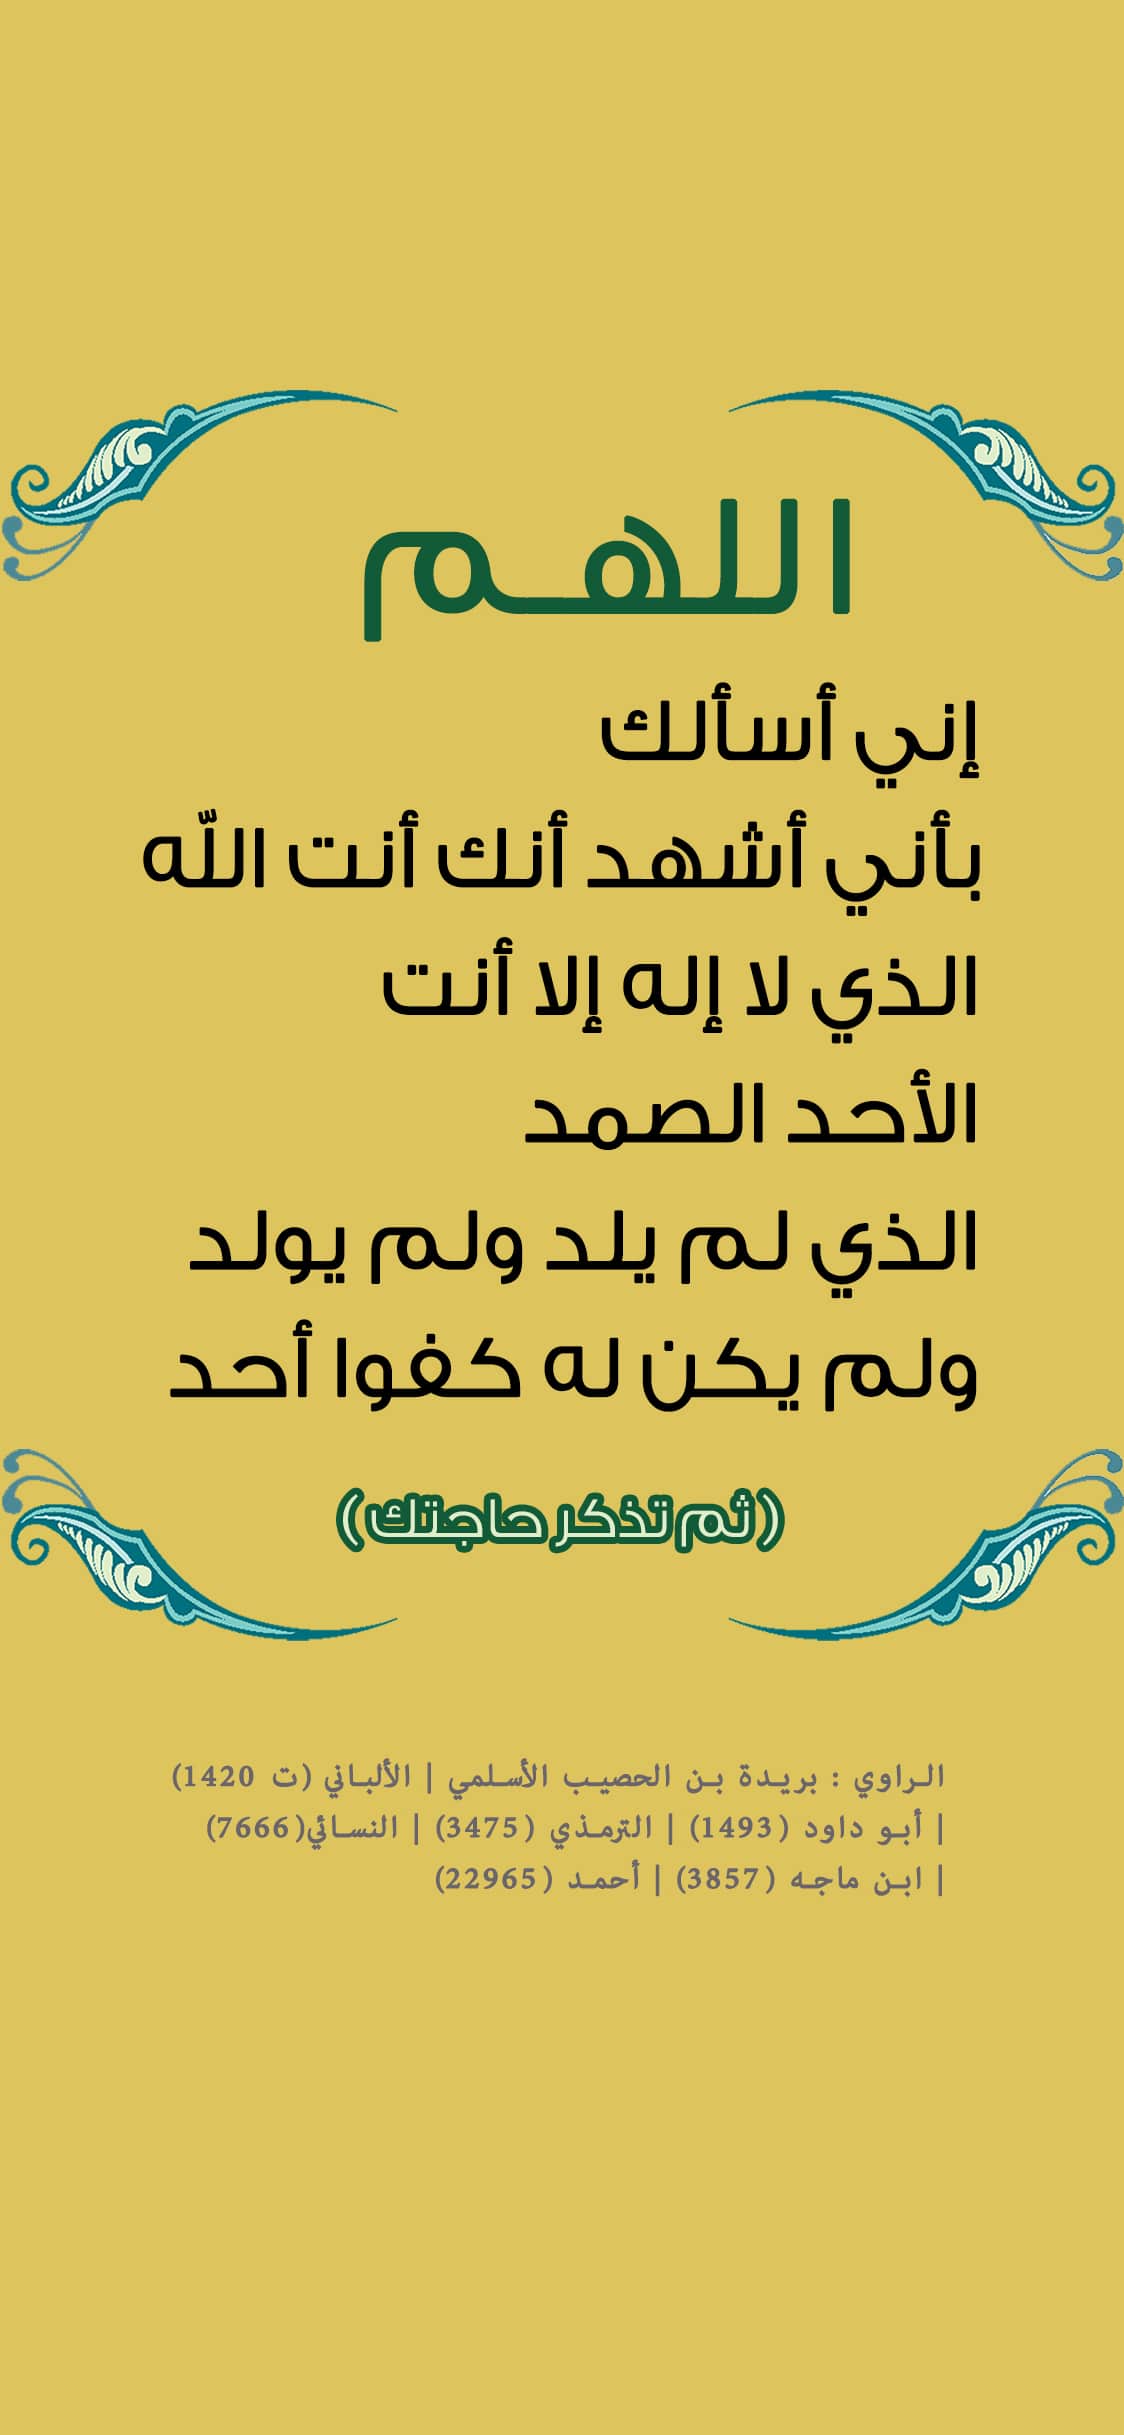 اللهم
إني أسألك
بأني أشهد أنك أنت اللّه
الذي لا إله إلا أنت
الأحد الصمد
الذي لم يلد ولم يولد
ولم يكن له كفوا أحد
(ثم تذكر حاجتك)
الراوي : بريدة بن الحصيب الأسلمي | الألباني (ت 1420)
| أبو داود (1493) | الترمذي (3475) | النسائي(7666)
| ابن ماجه (3857) | أحمد (22965)